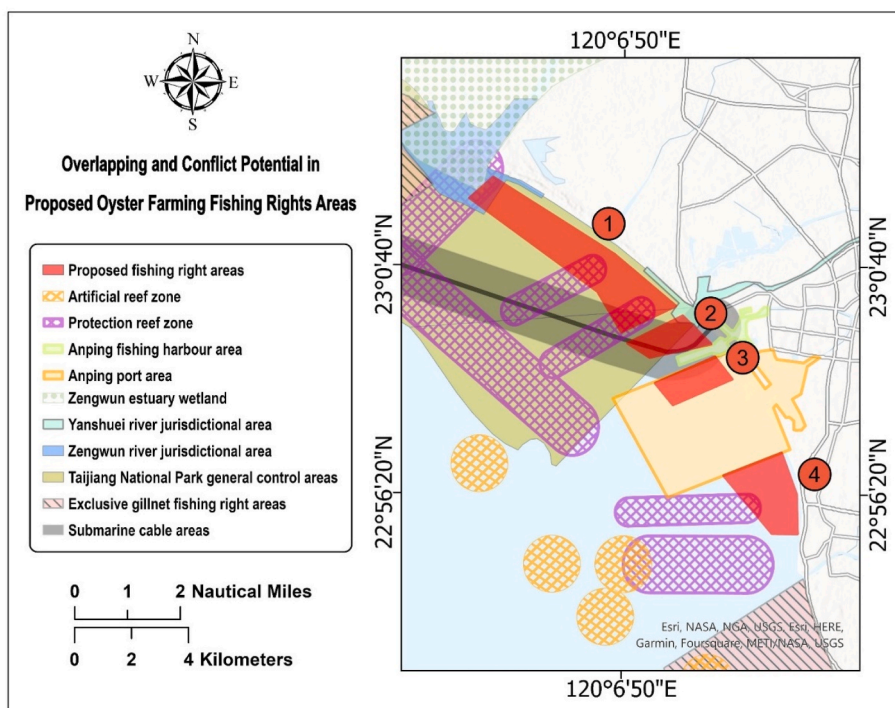 N
W E
S
Overlapping and Conflict Potential in
Proposed Oyster Farming Fishing Rights Areas
Proposed fishing right areas
Artificial reef zone
Protection reef zone
Anping fishing harbour area
Anping port area
Zengwun estuary wetland
Yanshuei river jurisdictional area
Zengwun river jurisdictional area
Taijiang National Park general control areas
Exclusive gillnet fishing right areas
Submarine cable areas
0 1 2 Nautical Miles
0 2 4 Kilometers
120°6'50"E
23°0'40"N
23°0'40"N
22°56'20"N
22°56'20"N
1
2
3
4
Esri, NASA, NGA, USGS, Esri, HERE,
Garmin, Foursquare, METI/NASA, USGS
120°6'50"E